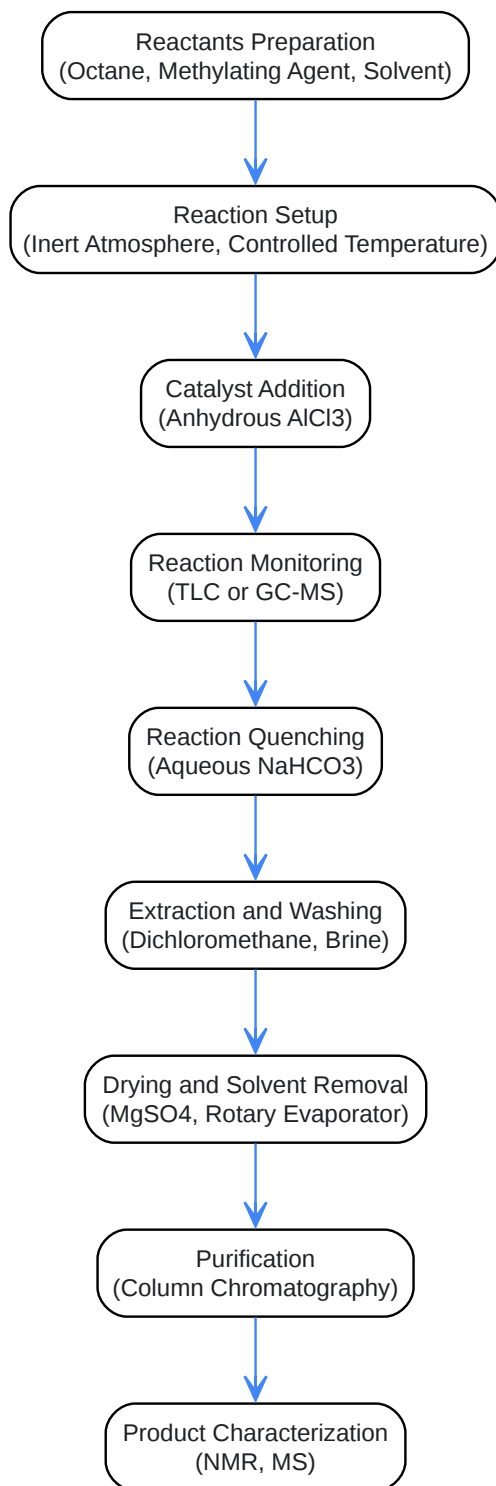 Reactants Preparation
(Octane, Methylating Agent, Solvent)
Reaction Setup
(Inert Atmosphere, Controlled Temperature)
Catalyst Addition
(Anhydrous AlCl3)
Reaction Monitoring
(TLC or GC-MS)
Reaction Quenching
(Aqueous NaHCO3)
Extraction and Washing
(Dichloromethane, Brine)
Drying and Solvent Removal
(MgSO4, Rotary Evaporator)
Purification
(Column Chromatography)
Product Characterization
(NMR, MS)